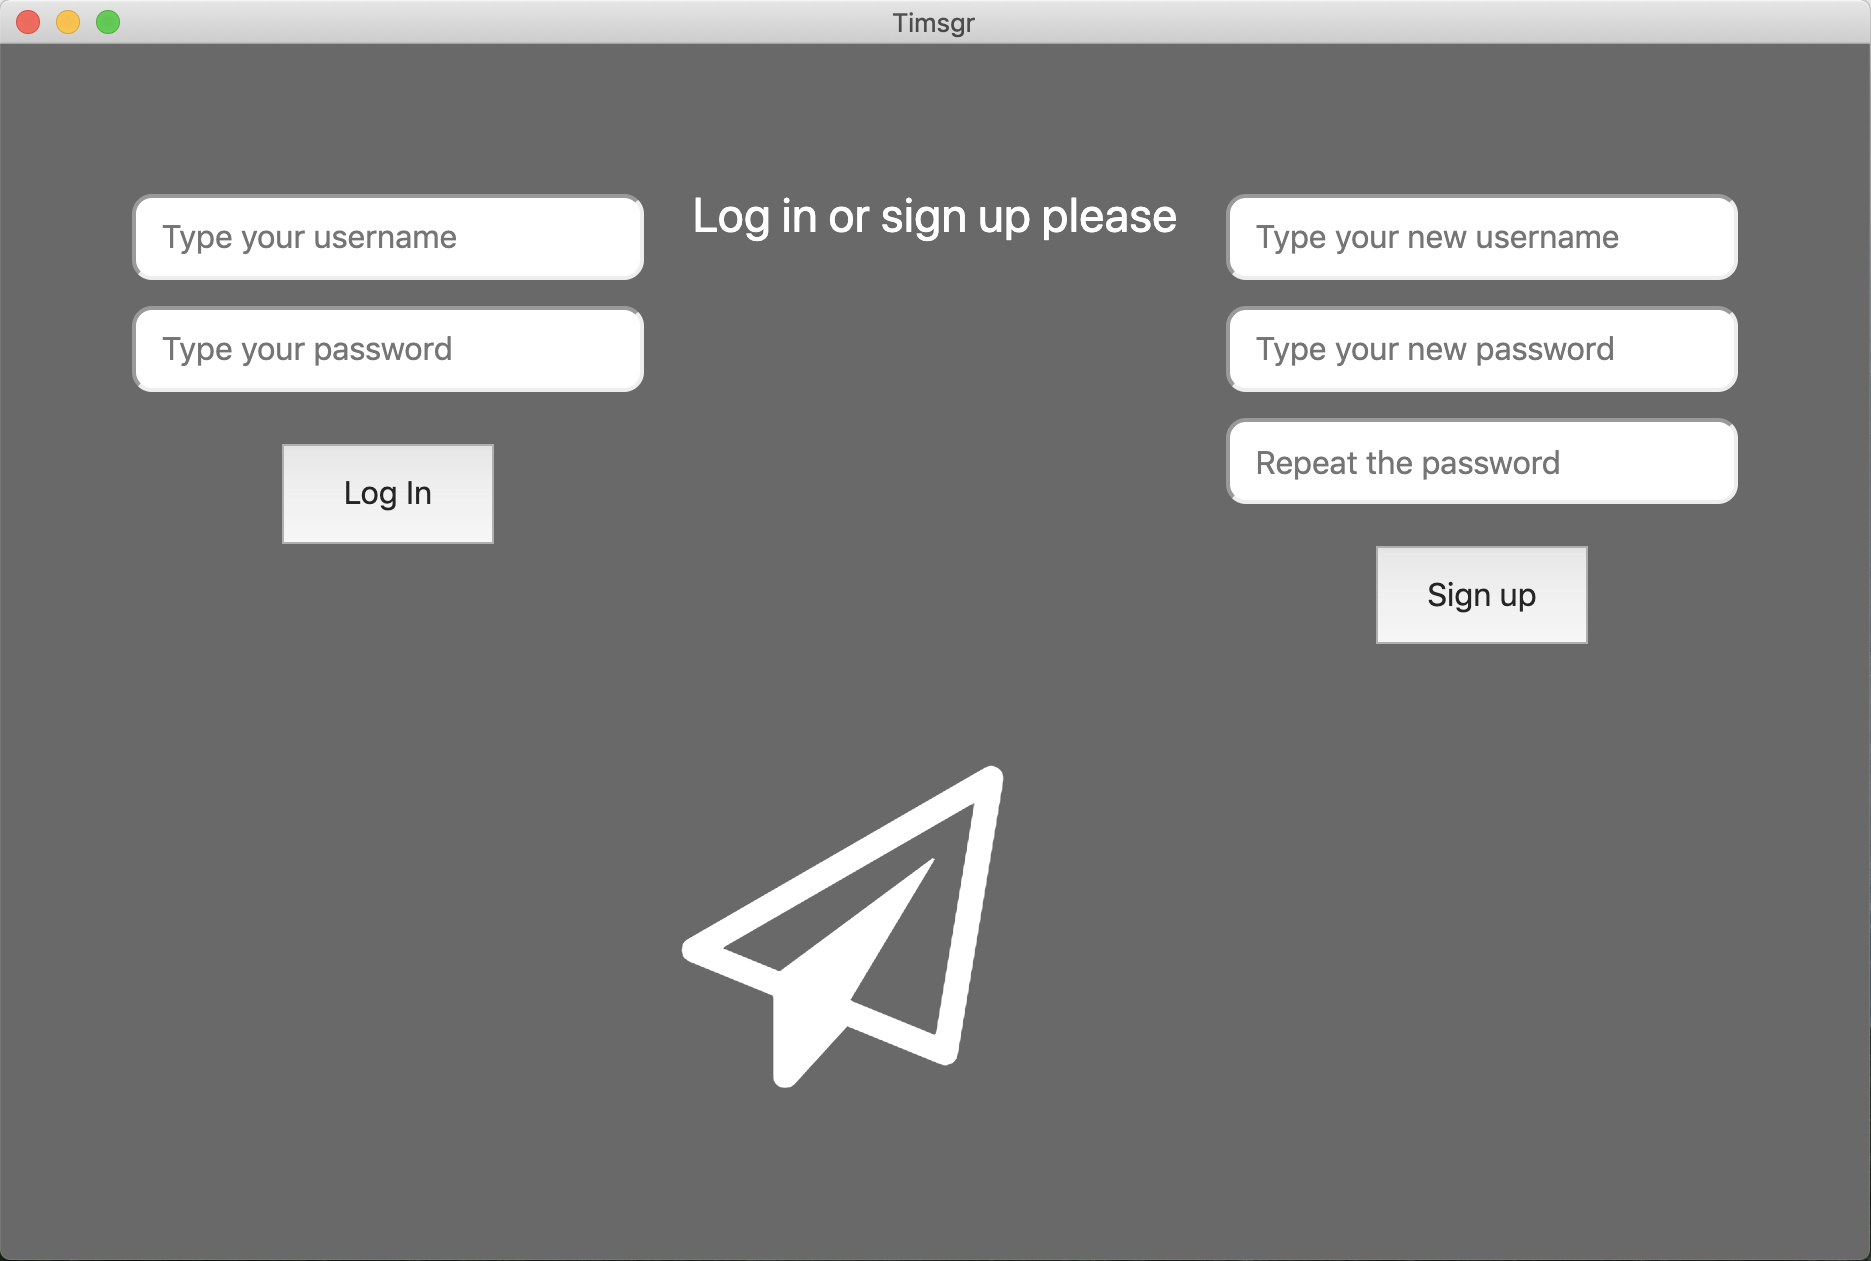 Timsgr
Log in or sign up please
Type your username
Type your password
Log In
Type your new username
Type your new password
Repeat the password
Sign up